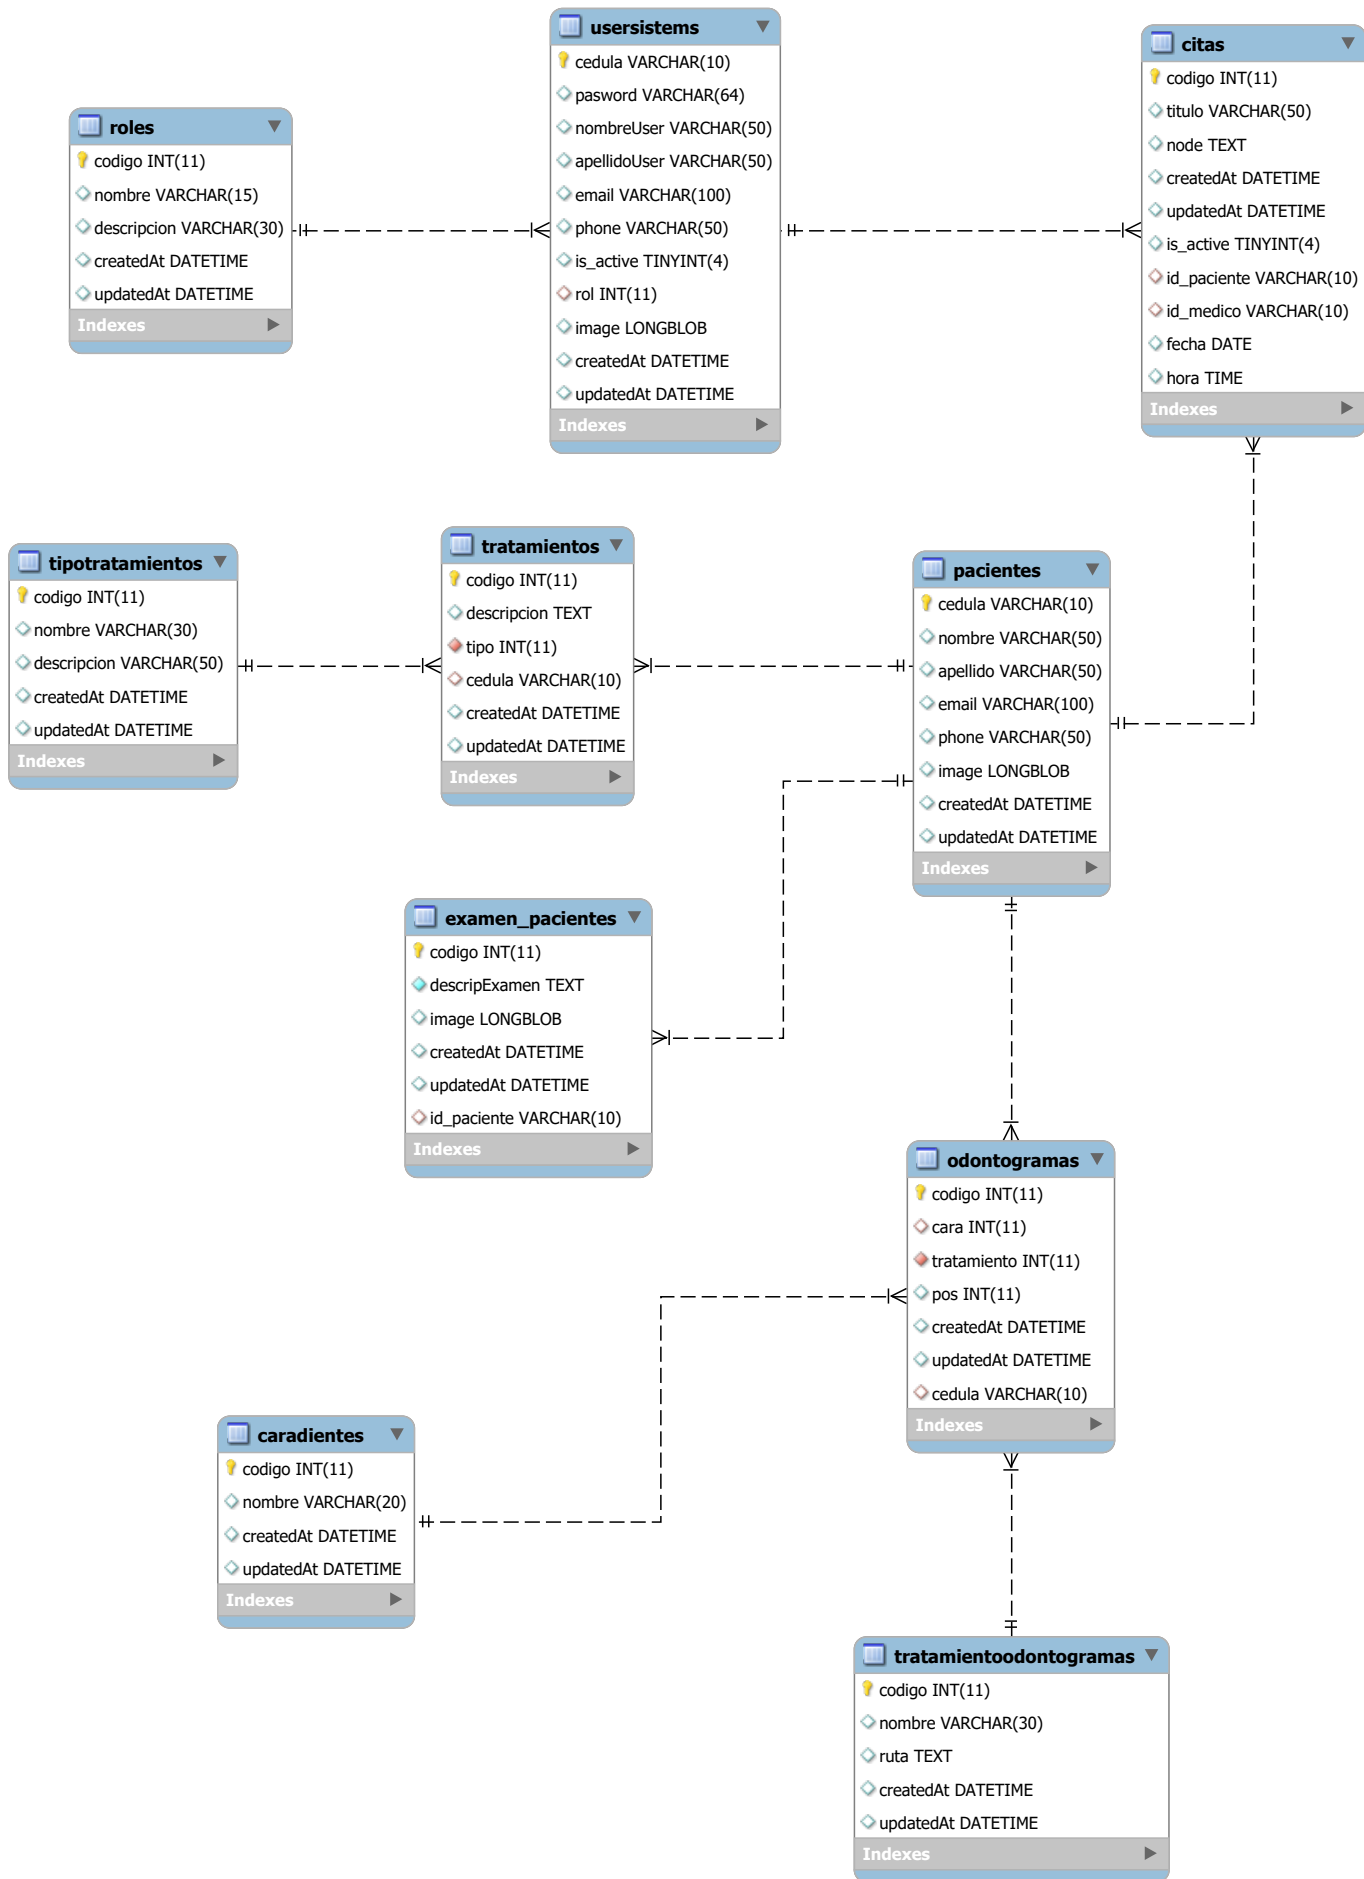 usersistems
cedula VARCHAR(10)
pasword VARCHAR(64)
nombreUser VARCHAR(50)
apellidoUser VARCHAR(50)
email VARCHAR(100)
phone VARCHAR(50)
is_active TINYINT(4)
rol INT(11)
image LONGBLOB
createdAt DATETIME
updatedAt DATETIME
Indexes
citas
codigo INT(11)
titulo VARCHAR(50)
node TEXT
createdAt DATETIME
updatedAt DATETIME
is_active TINYINT(4)
id_paciente VARCHAR(10)
id_medico VARCHAR(10)
fecha DATE
hora TIME
Indexes
roles
codigo INT(11)
nombre VARCHAR(15)
descripcion VARCHAR(30)
createdAt DATETIME
updatedAt DATETIME
Indexes
tipotratamientos
codigo INT(11)
nombre VARCHAR(30)
descripcion VARCHAR(50)
createdAt DATETIME
updatedAt DATETIME
Indexes
tratamientos
codigo INT(11)
descripcion TEXT
tipo INT(11)
cedula VARCHAR(10)
createdAt DATETIME
updatedAt DATETIME
Indexes
pacientes
cedula VARCHAR(10)
nombre VARCHAR(50)
apellido VARCHAR(50)
email VARCHAR(100)
phone VARCHAR(50)
image LONGBLOB
createdAt DATETIME
updatedAt DATETIME
Indexes
examen_pacientes
codigo INT(11)
descripExamen TEXT
image LONGBLOB
createdAt DATETIME
updatedAt DATETIME
id_paciente VARCHAR(10)
Indexes
odontogramas
codigo INT(11)
cara INT(11)
tratamiento INT(11)
pos INT(11)
createdAt DATETIME
updatedAt DATETIME
cedula VARCHAR(10)
Indexes
caradientes
codigo INT(11)
nombre VARCHAR(20)
createdAt DATETIME
updatedAt DATETIME
Indexes
tratamientoodontogramas
codigo INT(11)
nombre VARCHAR(30)
ruta TEXT
createdAt DATETIME
updatedAt DATETIME
Indexes